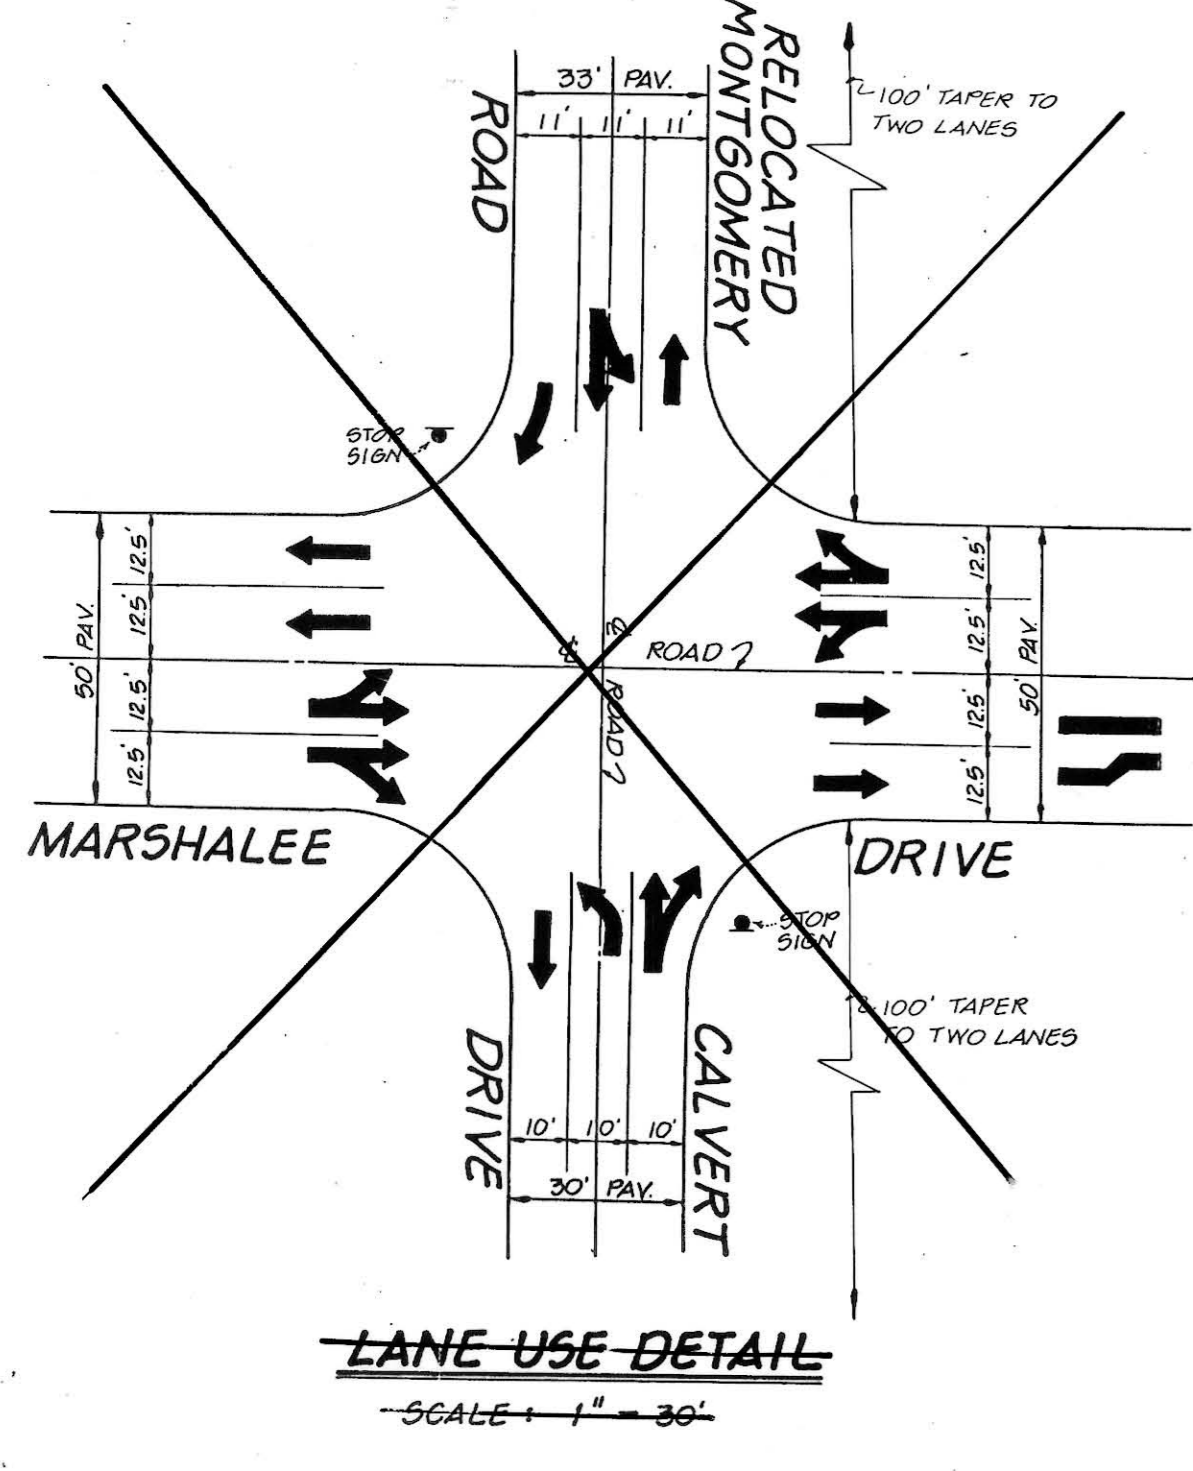 RELOCATED
MONTGOMERY
ROAD
33' PAV.
11' 11' 11'
100' TAPER TO
TWO LANES
STOP
SIGN
12.5'
12.5'
12.5'
12.5'
50' PAV.
℄
℄
ROAD
ROAD
12.5'
12.5'
12.5'
12.5'
50' PAV.
MARSHALEE
DRIVE
STOP
SIGN
100' TAPER
TO TWO LANES
DRIVE
CALVERT
10' 10' 10'
30' PAV.
LANE USE DETAIL
SCALE: 1" = 30'